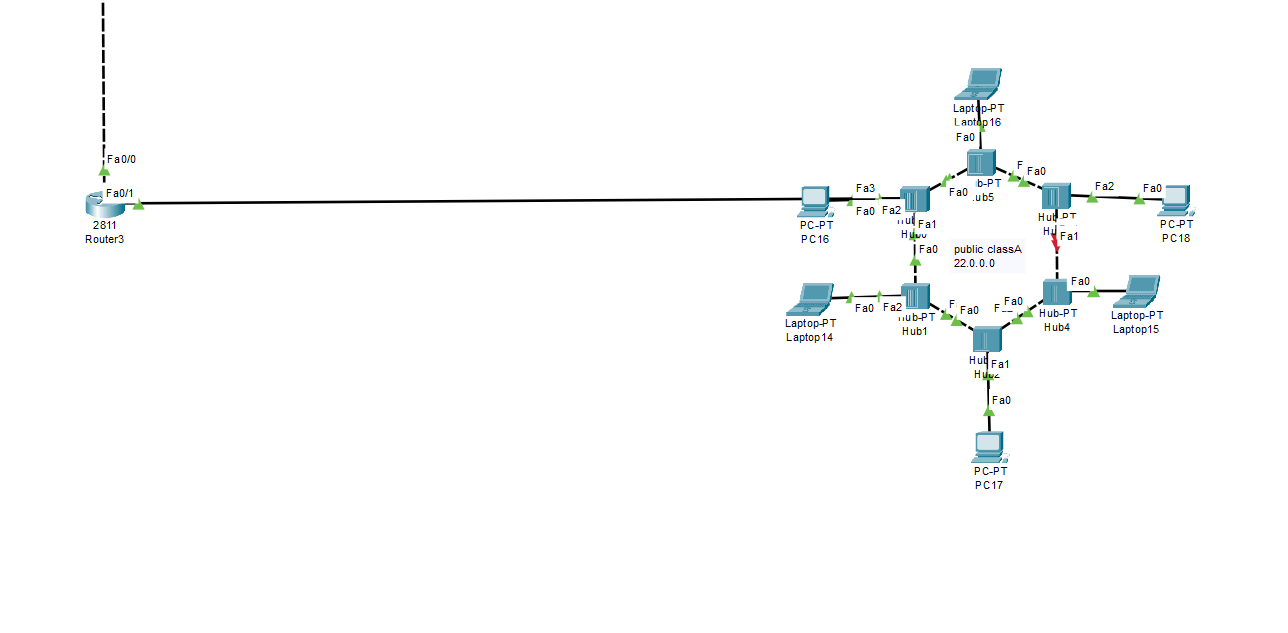 Laptop-PT
Laptop16
Fa0
Fa0/0
Fa0/1
2811
Router3
Fa3
Fa0
Fa2
PC-PT
PC16
Fa0
F
Fa0
Fa2
Fa0
PC-PT
PC18
Fa1
Fa1
Fa0
public classA
22.0.0.0
Fa0
Fa2
Laptop-PT
Laptop14
Hub-PT
Hub1
F
Fa0
Fa0
Hub-PT
Hub4
Fa0
Laptop-PT
Laptop15
Hub
Fa1
Fa0
PC-PT
PC17